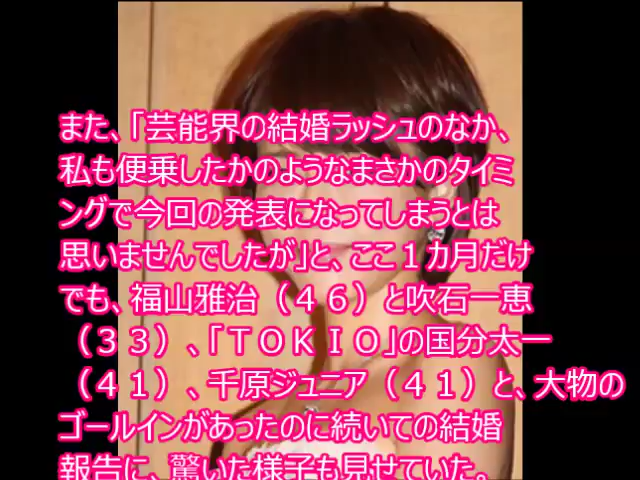 また、「芸能界の結婚ラッシュのなか、
私も便乗したかのようなまさかのタイミ
ングで今回の発表になってしまうとは
思いませんでしたが」と、ここ１カ月だけ
でも、福山雅治（４６）と吹石一恵
（３３）、「ＴＯＫＩＯ」の国分太一
（４１）、千原ジュニア（４１）と、大物の
ゴールインがあったのに続いての結婚
報告に、驚いた様子も見せていた。